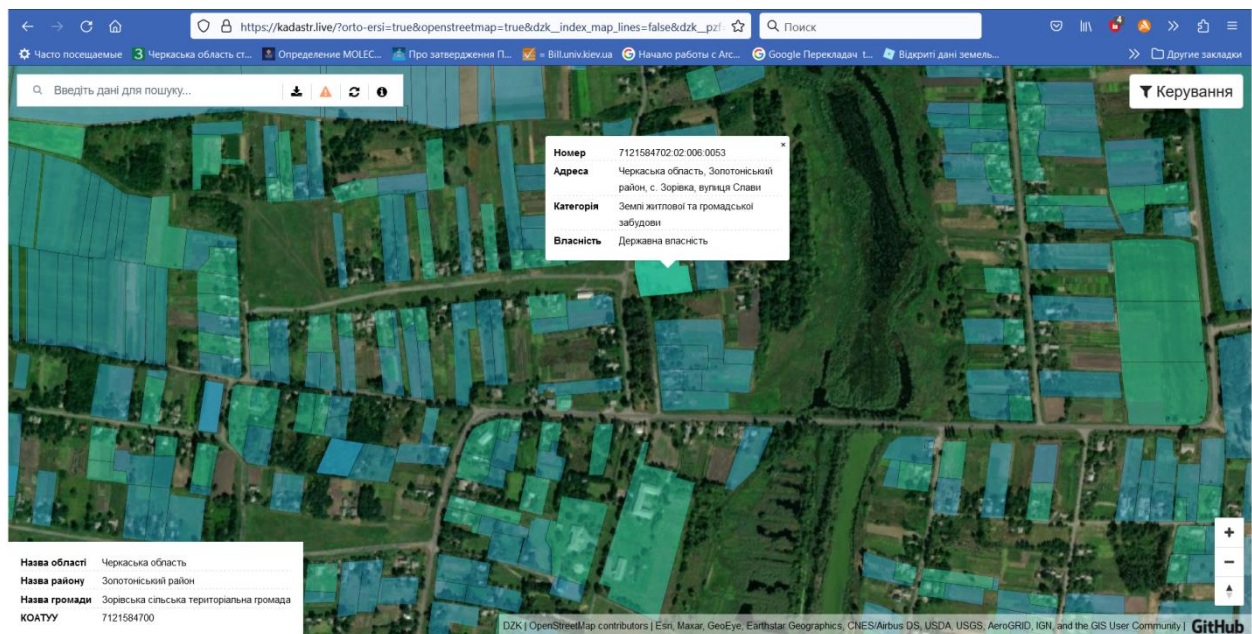 https://kadastr.live/?orto-ersi=true&openstreetmap=true&dzk__index_map_lines=false&dzk__pzf=
Поиск
4
Часто посещаемые
Черкаська область ст...
Определение MOLEC...
Про затвердження П...
= Bill.univ.kiev.ua
Начало работы с Arc...
Google Перекладач t...
Відкриті дані земель...
Другие закладки
Введіть дані для пошуку...
Керування
Номер 7121584702:02:006:0053
Адреса Черкаська область, Золотоніський
район, с. Зорівка, вулиця Слави
Категорія Землі житлової та громадської
забудови
Власність Державна власність
Назва області Черкаська область
Назва району Золотоніський район
Назва громади Зорівська сільська територіальна громада
КОАТУУ 7121584700
DZK | OpenStreetMap contributors | Esri, Maxar, GeoEye, Earthstar Geographics, CNES/Airbus DS, USDA, USGS, AeroGRID, IGN, and the GIS User Community | GitHub